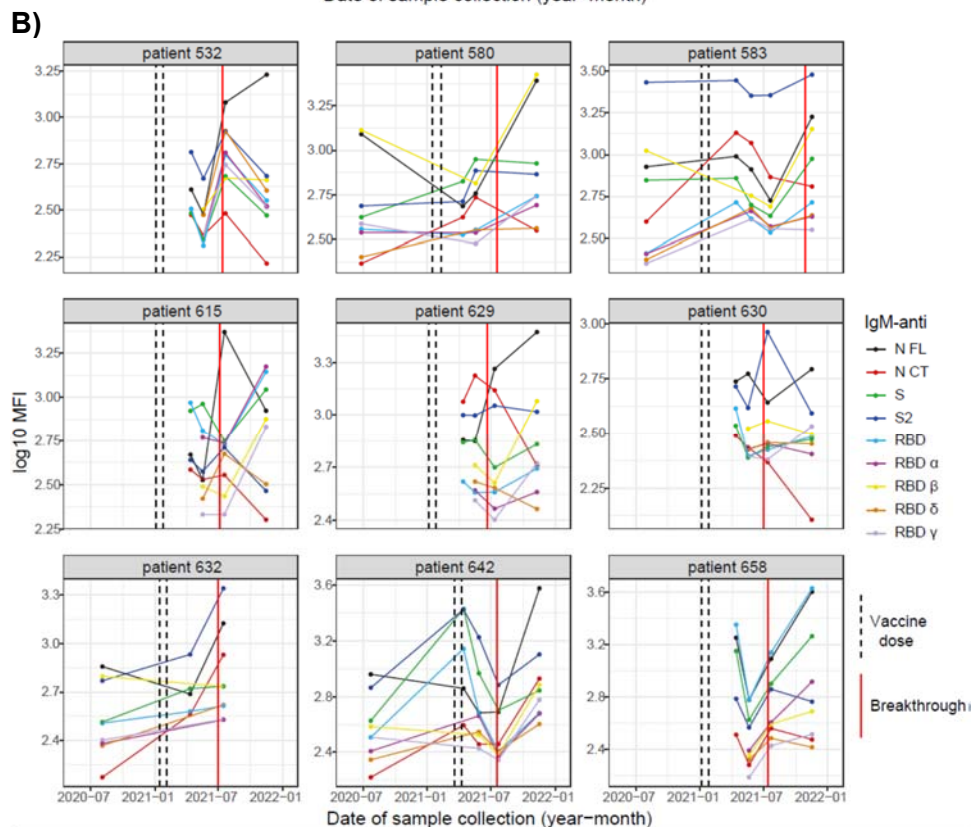 Date of sample collection (year−month)
B)
patient 532
patient 580
patient 583
3.25
3.00
2.75
2.50
2.25
3.25
3.00
2.75
2.50
3.50
3.25
3.00
2.75
2.50
patient 615
patient 629
patient 630
3.25
3.00
2.75
2.50
2.25
3.3
3.0
2.7
2.4
3.00
2.75
2.50
2.25
log10 MFI
IgM-anti
N FL
N CT
S
S2
RBD
RBD α
RBD β
RBD δ
RBD γ
patient 632
patient 642
patient 658
3.3
3.0
2.7
2.4
3.6
3.2
2.8
2.4
3.6
3.2
2.8
2.4
Vaccine
dose
Breakthrough
2020−07 2021−01 2021−07 2022−01
2020−07 2021−01 2021−07 2022−01
2020−07 2021−01 2021−07 2022−01
Date of sample collection (year−month)